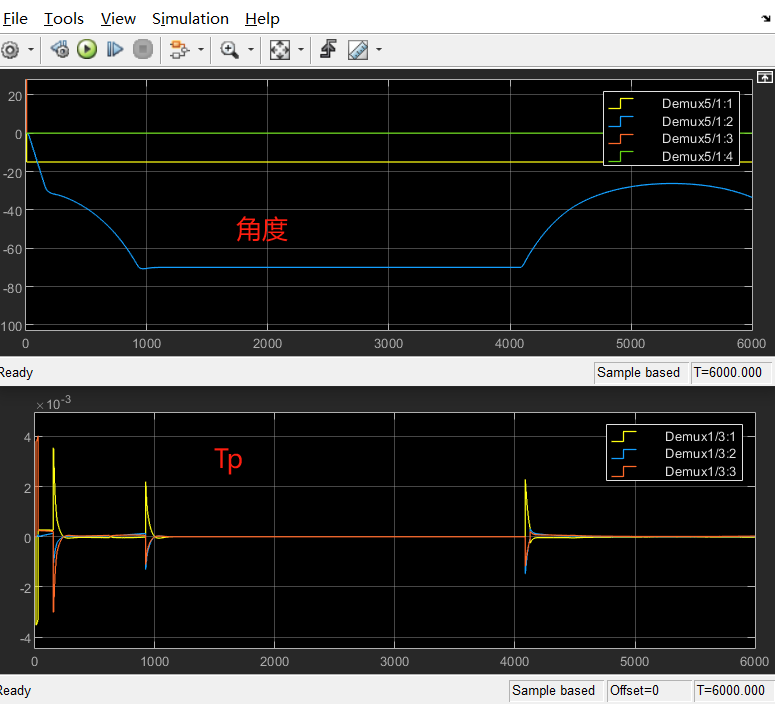 File Tools View Simulation Help
Demux5/1:1
Demux5/1:2
Demux5/1:3
Demux5/1:4
20
0
-20
-40
-60
-80
100
角度
0 1000 2000 3000 4000 5000 6000
Ready Sample based T=6000.000
×10-3
Demux1/3:1
Demux1/3:2
Demux1/3:3
4
2
0
-2
-4
Tp
0 1000 2000 3000 4000 5000 6000
Ready Sample based Offset=0 T=6000.000